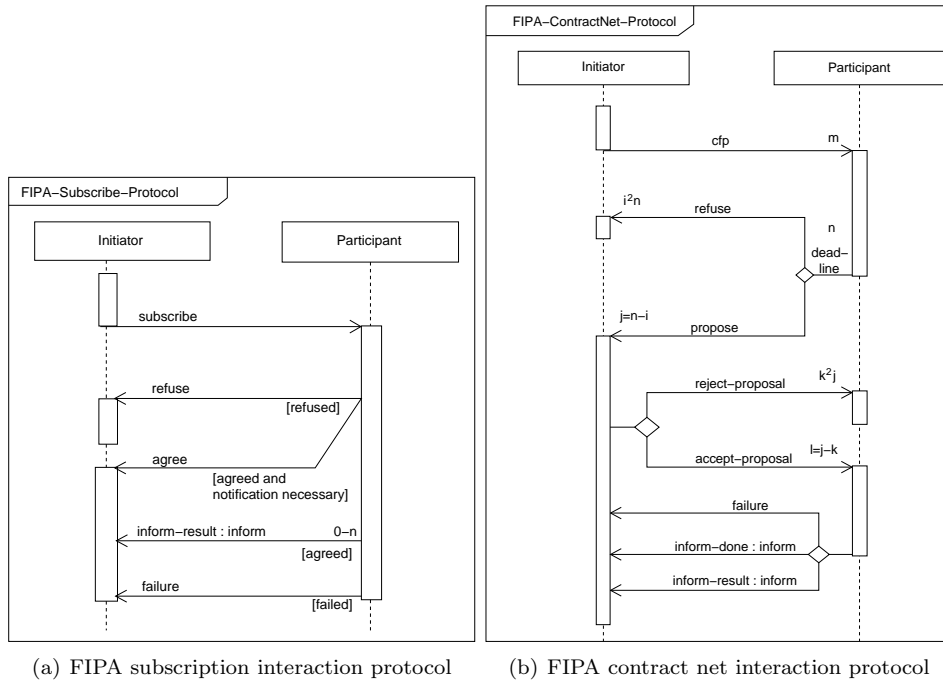 FIPA−Subscribe−Protocol
Initiator
Participant
subscribe
refuse
[refused]
agree
[agreed and
notification necessary]
inform−result : inform
0−n
[agreed]
failure
[failed]
(a) FIPA subscription interaction protocol
FIPA−ContractNet−Protocol
Initiator
Participant
cfp
m
i²n
refuse
n
dead−
line
j=n−i
propose
reject−proposal
k²j
accept−proposal
l=j−k
failure
inform−done : inform
inform−result : inform
(b) FIPA contract net interaction protocol